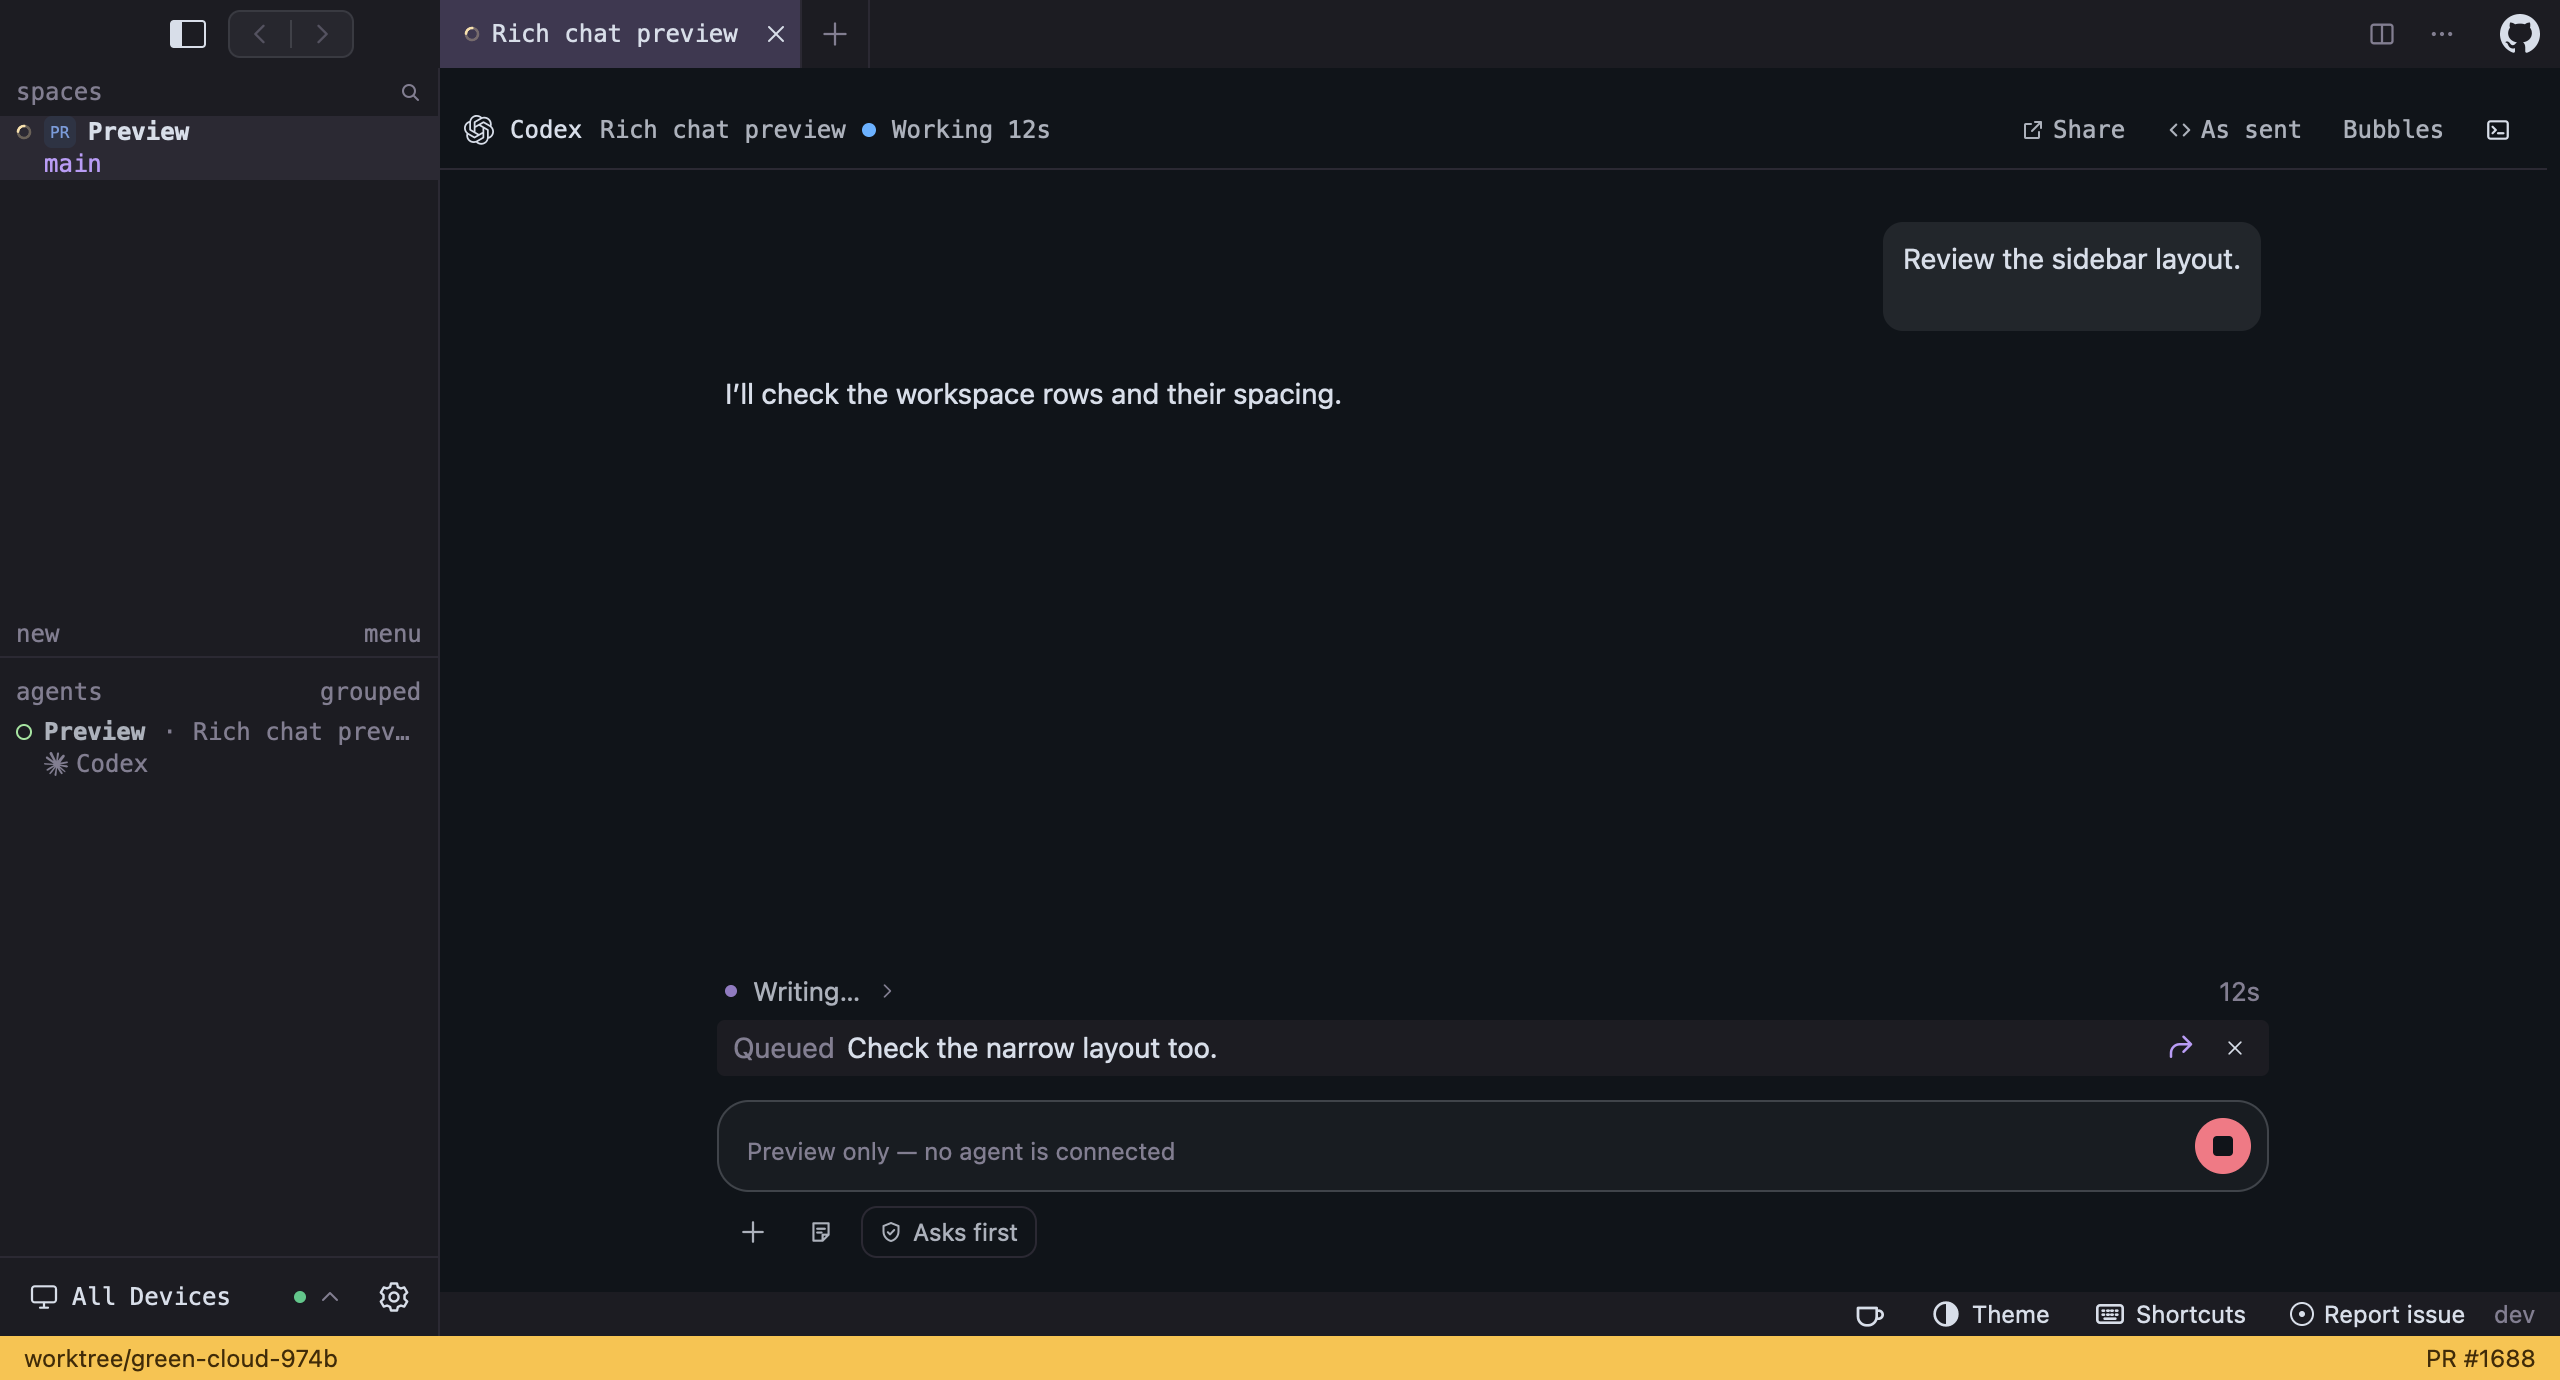 Rich chat preview
spaces
PR Preview
main
Codex Rich chat preview Working 12s
Share
As sent
Bubbles
Review the sidebar layout.
I’ll check the workspace rows and their spacing.
new menu
agents grouped
Preview · Rich chat prev…
Codex
Writing… 12s
Queued Check the narrow layout too.
Preview only — no agent is connected
Asks first
All Devices
Theme
Shortcuts
Report issue
dev
worktree/green-cloud-974b
PR #1688